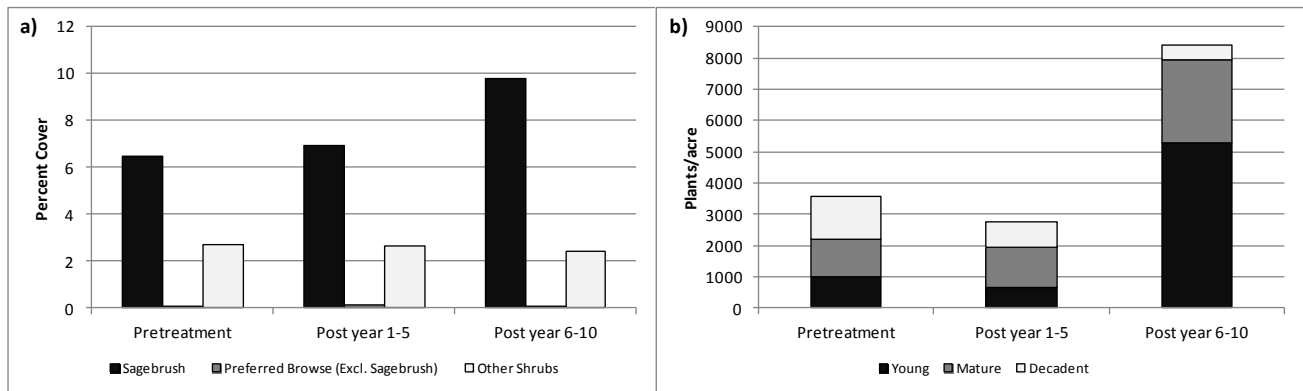 a)
12
10
8
6
4
2
0
Percent Cover
Pretreatment Post year 1-5 Post year 6-10
Sagebrush Preferred Browse (Excl. Sagebrush) Other Shrubs
b)
9000
8000
7000
6000
5000
4000
3000
2000
1000
0
Plants/acre
Pretreatment Post year 1-5 Post year 6-10
Young Mature Decadent